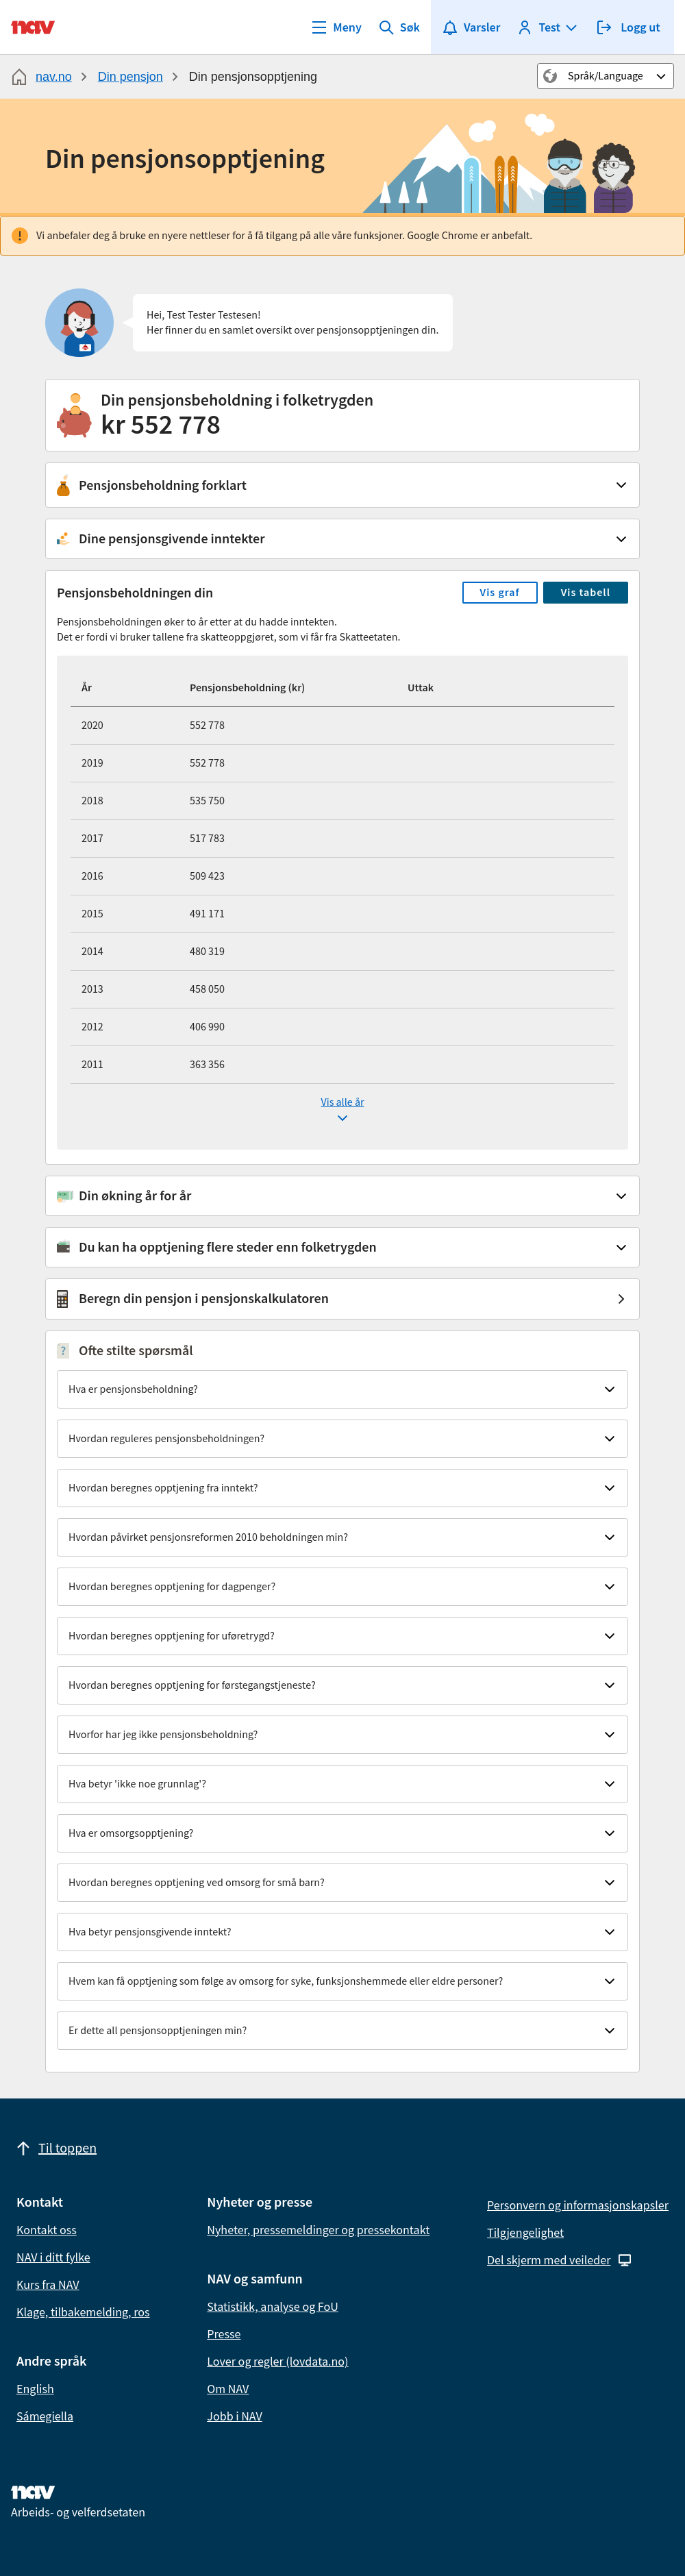 nav
Meny
Søk
Varsler
Test
Logg ut
nav.no
Din pensjon
Din pensjonsopptjening
Språk/Language
Din pensjonsopptjening
Vi anbefaler deg å bruke en nyere nettleser for å få tilgang på alle våre funksjoner. Google Chrome er anbefalt.
Hei, Test Tester Testesen!
Her finner du en samlet oversikt over pensjonsopptjeningen din.
Din pensjonsbeholdning i folketrygden
kr 552 778
Pensjonsbeholdning forklart
Dine pensjonsgivende inntekter
Pensjonsbeholdningen din
Vis graf
Vis tabell
Pensjonsbeholdningen øker to år etter at du hadde inntekten.
Det er fordi vi bruker tallene fra skatteoppgjøret, som vi får fra Skatteetaten.
År Pensjonsbeholdning (kr) Uttak
2020 552 778
2019 552 778
2018 535 750
2017 517 783
2016 509 423
2015 491 171
2014 480 319
2013 458 050
2012 406 990
2011 363 356
Vis alle år
Din økning år for år
Du kan ha opptjening flere steder enn folketrygden
Beregn din pensjon i pensjonskalkulatoren
? Ofte stilte spørsmål
Hva er pensjonsbeholdning?
Hvordan reguleres pensjonsbeholdningen?
Hvordan beregnes opptjening fra inntekt?
Hvordan påvirket pensjonsreformen 2010 beholdningen min?
Hvordan beregnes opptjening for dagpenger?
Hvordan beregnes opptjening for uføretrygd?
Hvordan beregnes opptjening for førstegangstjeneste?
Hvorfor har jeg ikke pensjonsbeholdning?
Hva betyr 'ikke noe grunnlag'?
Hva er omsorgsopptjening?
Hvordan beregnes opptjening ved omsorg for små barn?
Hva betyr pensjonsgivende inntekt?
Hvem kan få opptjening som følge av omsorg for syke, funksjonshemmede eller eldre personer?
Er dette all pensjonsopptjeningen min?
Til toppen
Kontakt
Kontakt oss
NAV i ditt fylke
Kurs fra NAV
Klage, tilbakemelding, ros
Andre språk
English
Sámegiella
Nyheter og presse
Nyheter, pressemeldinger og pressekontakt
NAV og samfunn
Statistikk, analyse og FoU
Presse
Lover og regler (lovdata.no)
Om NAV
Jobb i NAV
Personvern og informasjonskapsler
Tilgjengelighet
Del skjerm med veileder
nav
Arbeids- og velferdsetaten